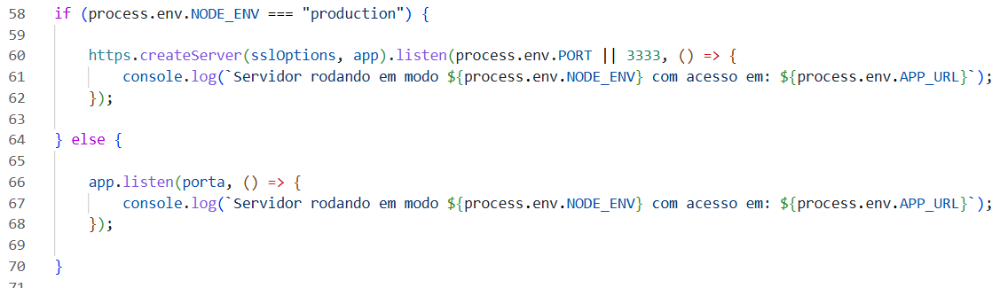 58 if (process.env.NODE_ENV === "production") {
59
60 https.createServer(sslOptions, app).listen(process.env.PORT || 3333, () => {
61 console.log(`Servidor rodando em modo ${process.env.NODE_ENV} com acesso em: ${process.env.APP_URL}`);
62 });
63
64 } else {
65
66 app.listen(porta, () => {
67 console.log(`Servidor rodando em modo ${process.env.NODE_ENV} com acesso em: ${process.env.APP_URL}`);
68 });
69
70 }
71